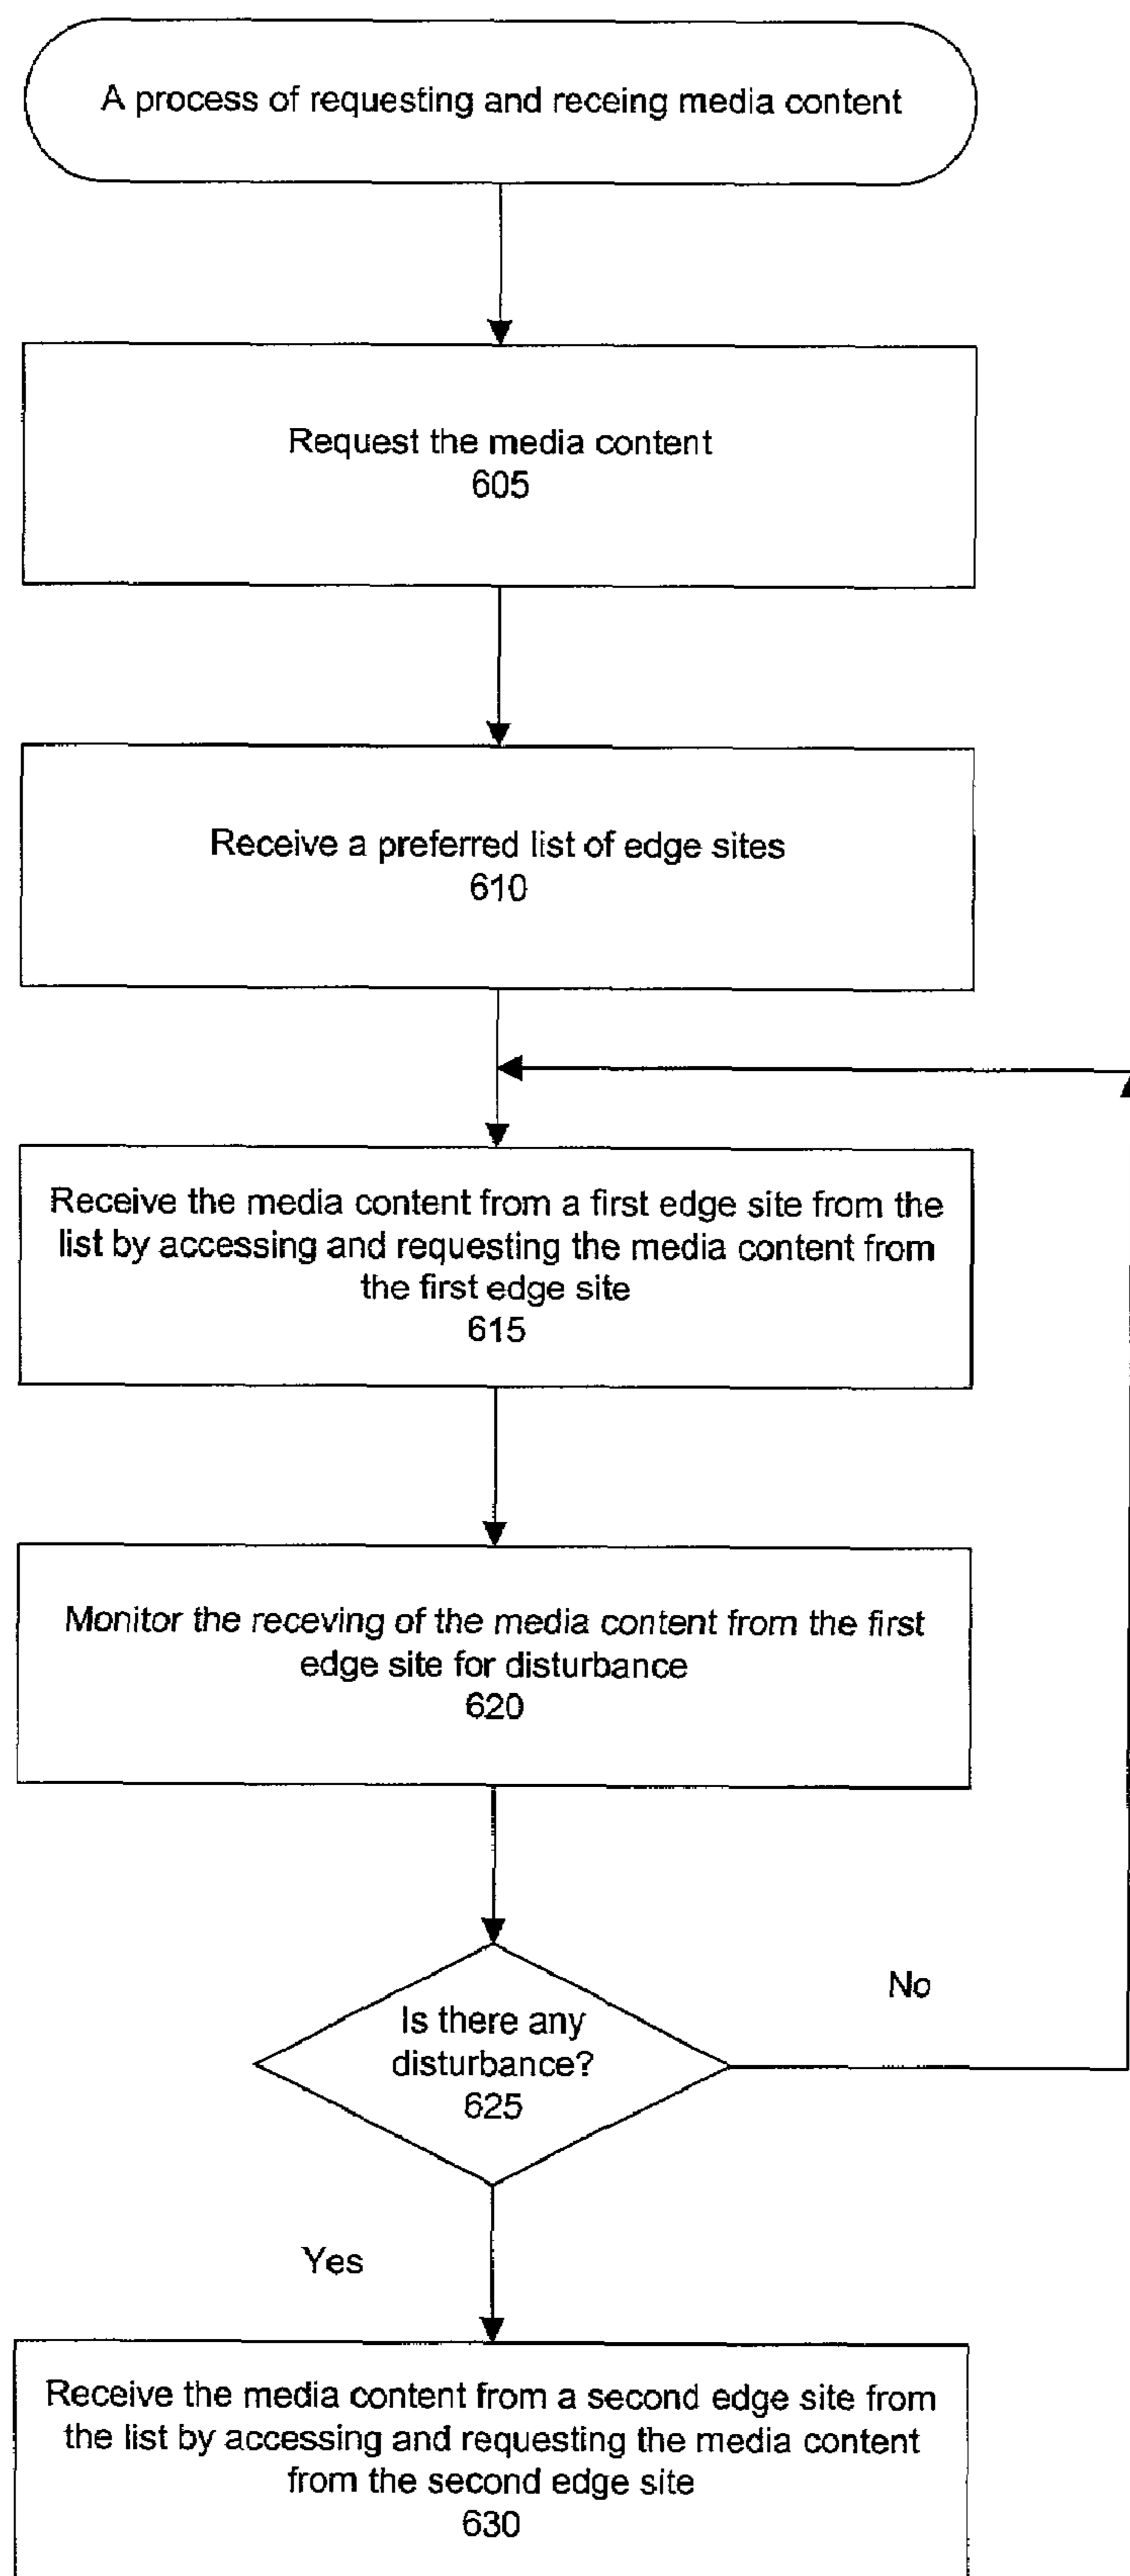 A process of requesting and receing media content
Request the media content
605
Receive a preferred list of edge sites
610
Receive the media content from a first edge site from the
list by accessing and requesting the media content from
the first edge site
615
Monitor the receving of the media content from the first
edge site for disturbance
620
Is there any
disturbance?
625
No
Yes
Receive the media content from a second edge site from
the list by accessing and requesting the media content
from the second edge site
630